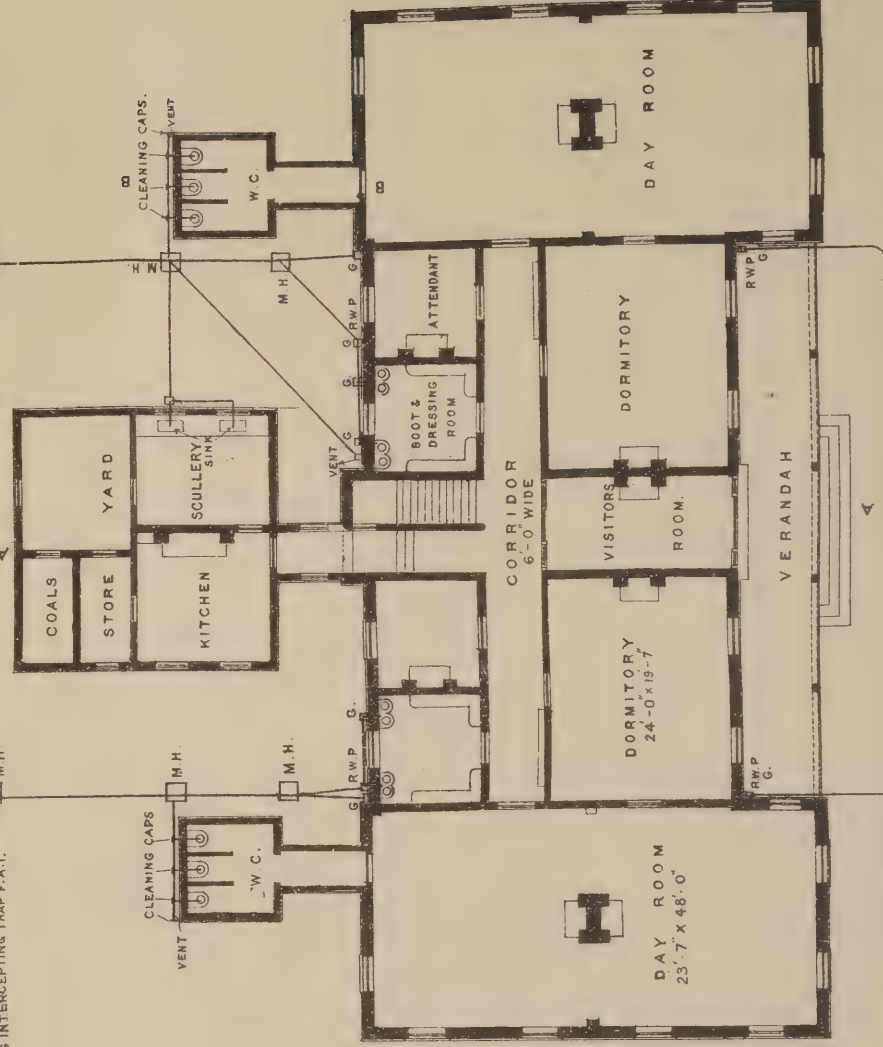 S INTERCEPTING TRAP F.A.I.
M.H.
A
COALS
STORE
YARD
KITCHEN
SCULLERY
SINK
CLEANING CAPS
VENT
W.C.
M.H.
M.H.
B
CLEANING CAPS.
VENT
W.C.
M.H.
M.H.
G
R.W.P
G.
VENT
G
G.
G.
R.W.P
G.
B
BOOT &
DRESSING
ROOM
ATTENDANT
CORRIDOR
6'-0" WIDE
DAY ROOM
23'.7" X 48'.0"
DORMITORY
24'-0" X 19'-7"
VISITORS
ROOM.
DORMITORY
DAY ROOM
R.W.P
G.
VERANDAH
R.W.P
G.
A